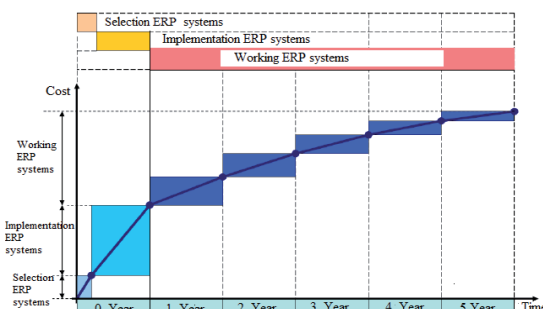 Selection ERP systems
Implementation ERP systems
Working ERP systems
Cost
Working
ERP
systems
Implementation
ERP
systems
Selection
ERP
systems
0. Year
1. Year
2. Year
3. Year
4. Year
5.Year
Time